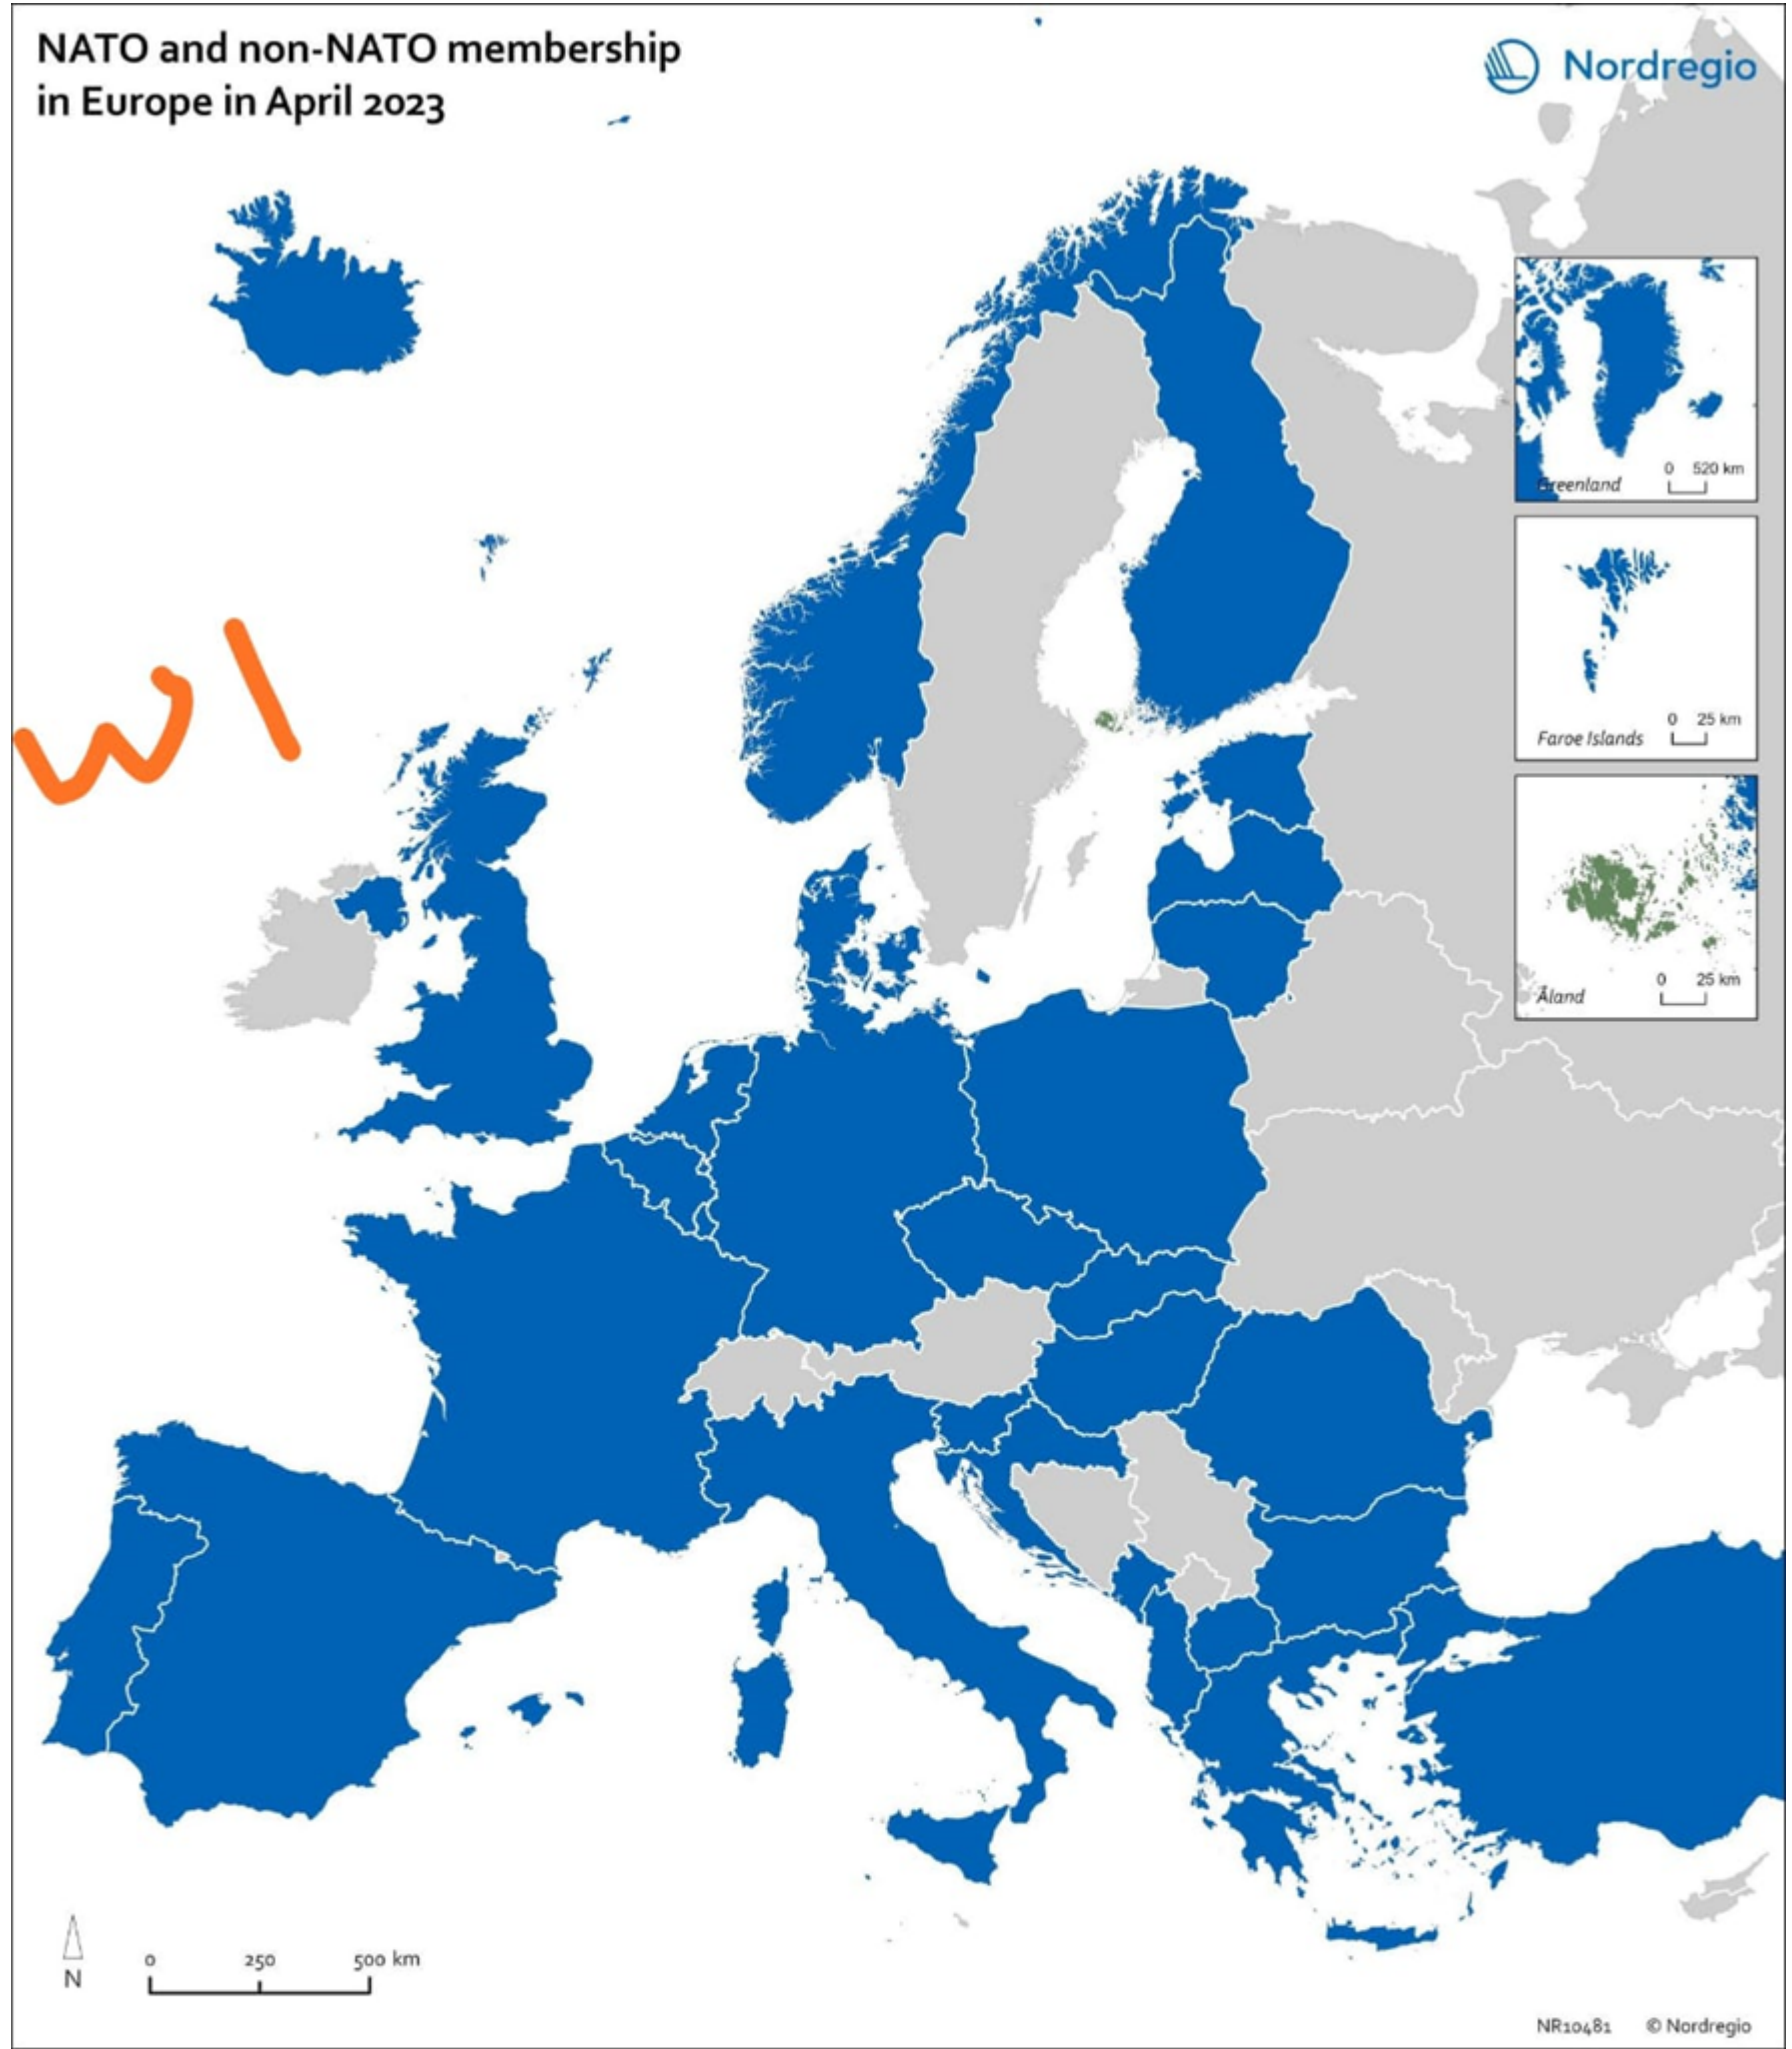 NATO and non-NATO membership
in Europe in April 2023
Nordregio
Greenland
0 520 km
Faroe Islands
0 25 km
Åland
0 25 km
w1
N
0 250 500 km
NR10481 © Nordregio